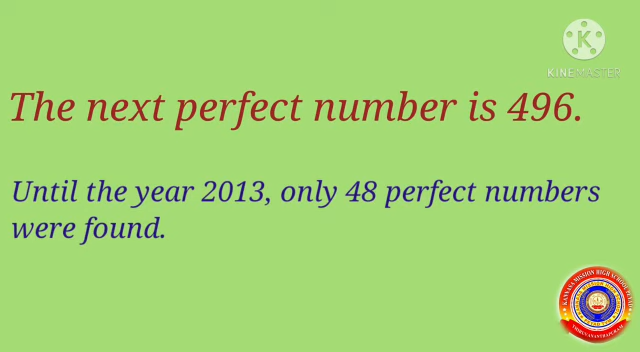 KINEMASTER
The next perfect number is 496.
Until the year 2013, only 48 perfect numbers
were found.